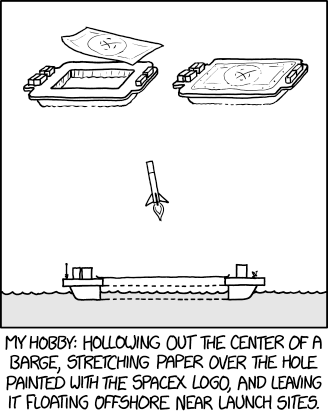 MY HOBBY: HOLLOWING OUT THE CENTER OF A
BARGE, STRETCHING PAPER OVER THE HOLE
PAINTED WITH THE SPACEX LOGO, AND LEAVING
IT FLOATING OFFSHORE NEAR LAUNCH SITES.